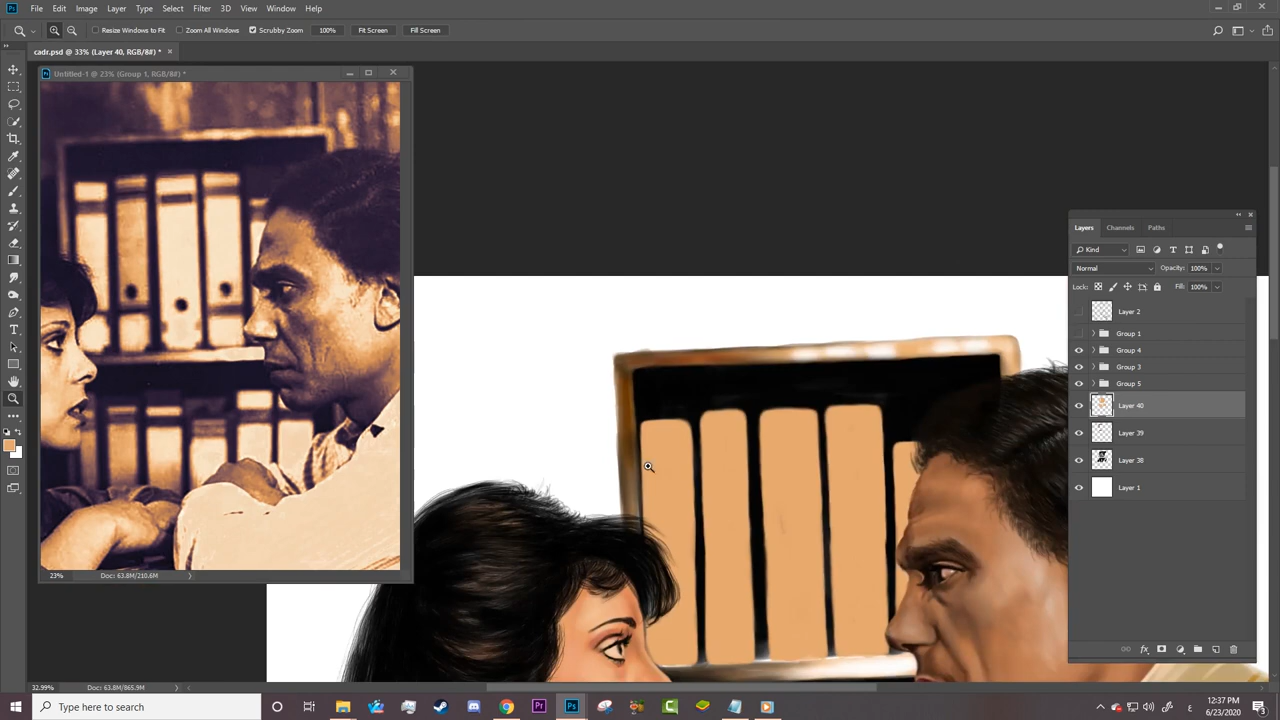 File Edit Image Layer Type Select Filter 3D View Window Help
Resize Windows to Fit Zoom All Windows Scrubby Zoom 100% Fit Screen Fill Screen
cadr.psd @ 33% (Layer 40, RGB/8#) *
Untitled-1 @ 23% (Group 1, RGB/8#) *
Layers Channels Paths
Kind
Normal Opacity: 100%
Lock: Fill: 100%
Layer 2
Group 1
Group 4
Group 3
Group 5
Layer 40
Layer 39
Layer 38
Layer 1
23% Doc: 63.8M/210.6M
32.99% Doc: 63.8M/865.9M
Type here to search
12:37 PM
6/23/2020